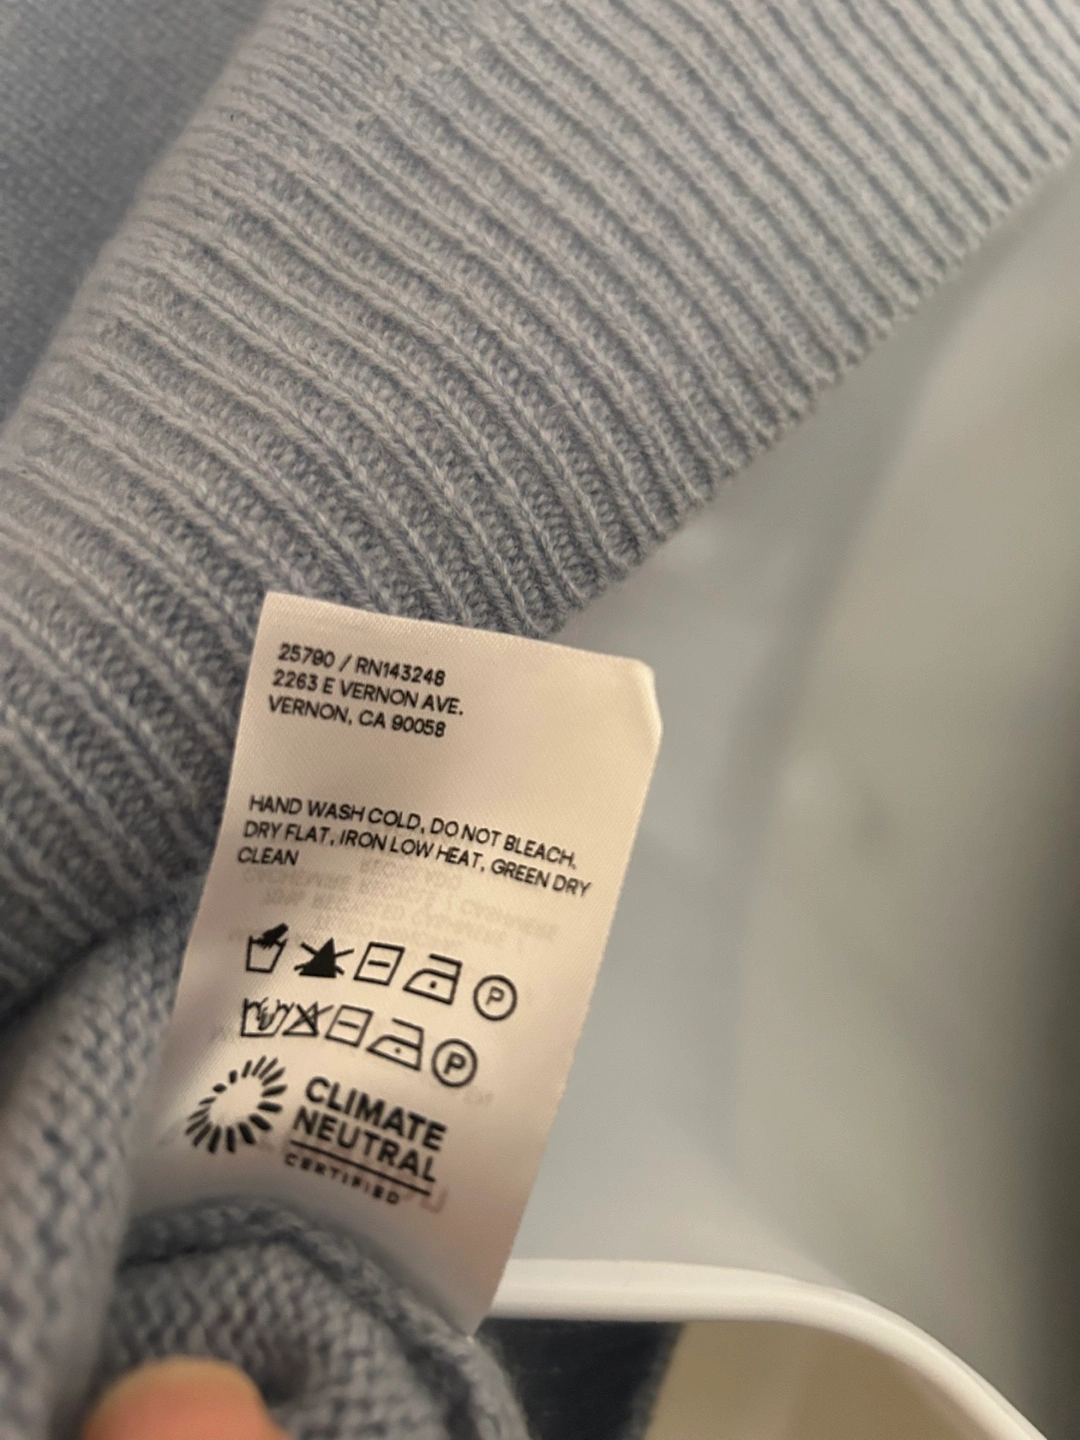 25790 / RN143248
2263 E VERNON AVE.
VERNON, CA 90058
HAND WASH COLD, DO NOT BLEACH,
DRY FLAT, IRON LOW HEAT, GREEN DRY
CLEAN
P
P
CLIMATE
NEUTRAL
CERTIFIED